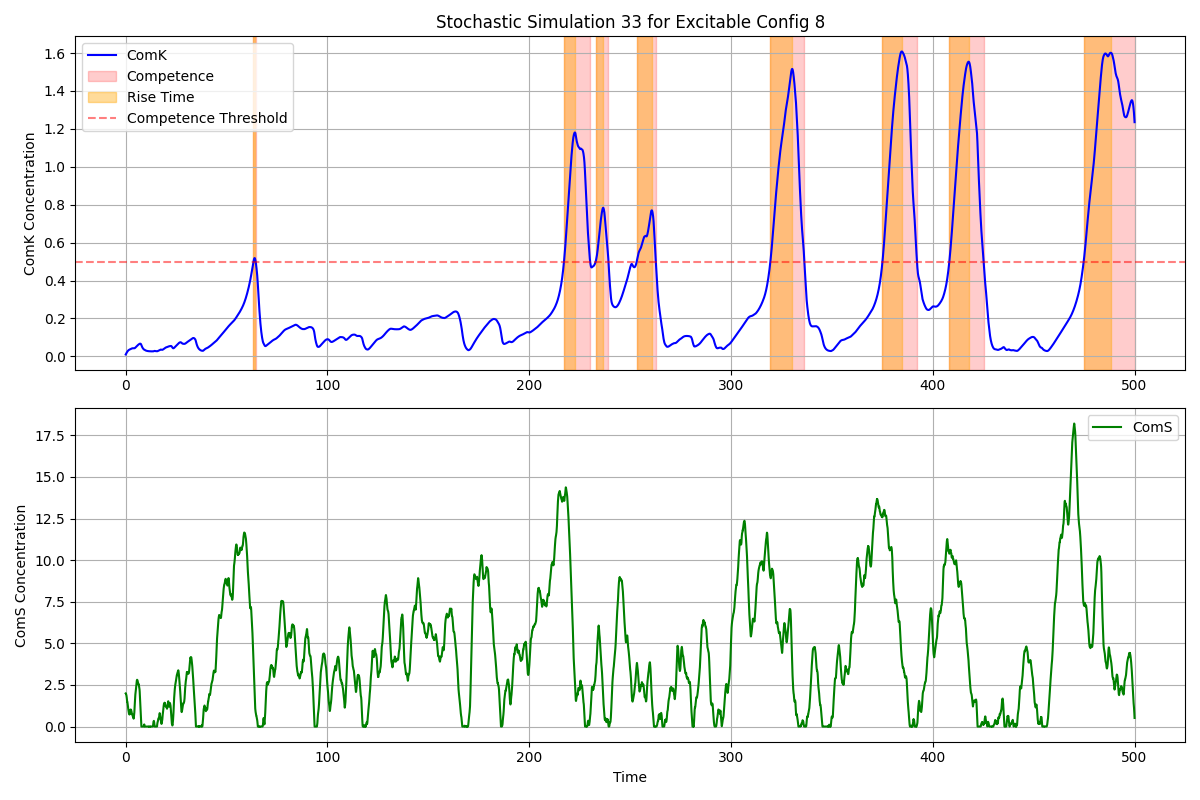 Stochastic Simulation 33 for Excitable Config 8
ComK Concentration
1.6
1.4
1.2
1.0
0.8
0.6
0.4
0.2
0.0
ComK
Competence
Rise Time
Competence Threshold
0 100 200 300 400 500
ComS Concentration
17.5
15.0
12.5
10.0
7.5
5.0
2.5
0.0
ComS
0 100 200 300 400 500
Time